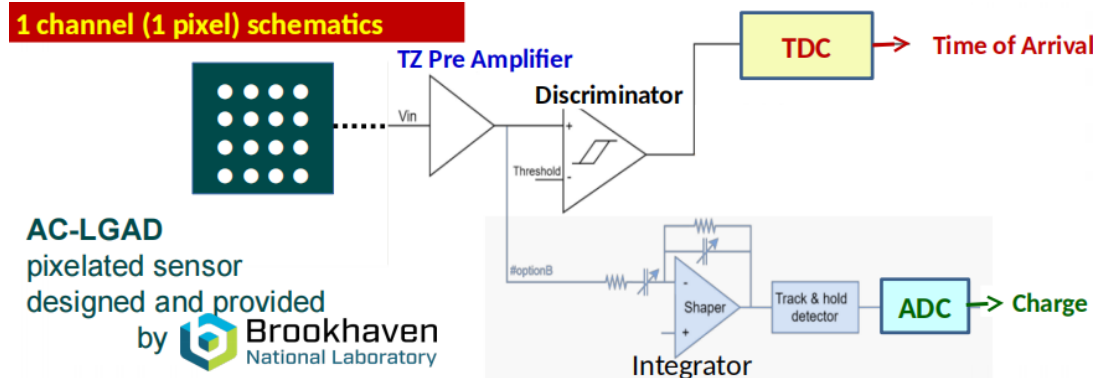 1 channel (1 pixel) schematics
TZ Pre Amplifier
TDC
Time of Arrival
Discriminator
Vin
+
Threshold
-
AC-LGAD
pixelated sensor
designed and provided
by Brookhaven
National Laboratory
#optionB
-
Shaper
+
Track & hold
detector
ADC
Charge
Integrator